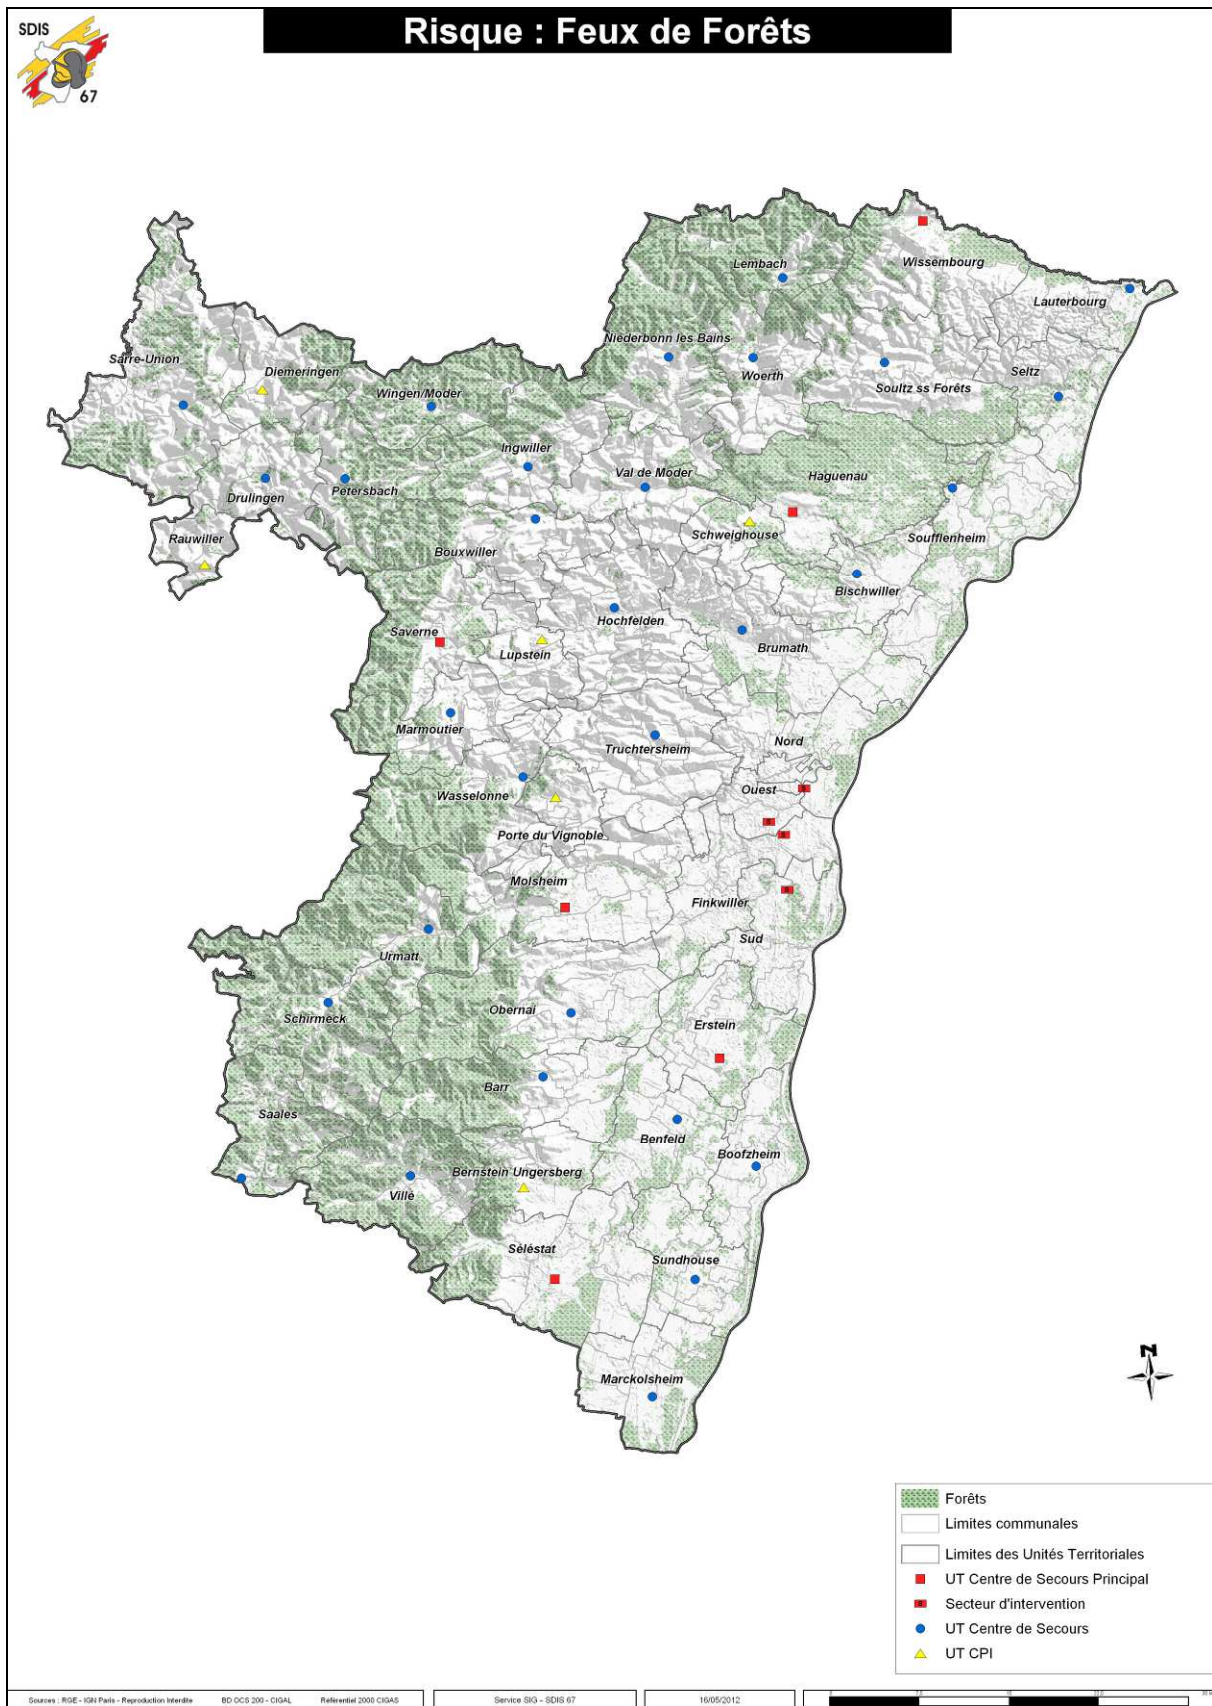 SDIS
67
Risque : Feux de Forêts
Lembach
Wissembourg
Lauterbourg
Niederbonn les Bains
Sarre-Union
Diemeringen
Woerth
Seltz
Soultz ss Forêts
Wingen/Moder
Ingwiller
Val de Moder
Haguenau
Drulingen
Petersbach
Rauwiller
Schweighouse
Soufflenheim
Bouxwiller
Bischwiller
Hochfelden
Saverne
Brumath
Lupstein
Marmoutier
Truchtersheim
Nord
Ouest
Wasselonne
Porte du Vignoble
Molsheim
Finkwiller
Sud
Urmatt
Obernai
Schirmeck
Erstein
Barr
Saales
Benfeld
Boofzheim
Bernstein Ungersberg
Villé
Séléstat
Sundhouse
Marckolsheim
N
Forêts
Limites communales
Limites des Unités Territoriales
UT Centre de Secours Principal
Secteur d'intervention
UT Centre de Secours
UT CPI
Sources : RGE - IGN Paris - Reproduction Interdite BD OCS 200 - CIGAL Référentiel 2000 CIGAS
Service SIG - SDIS 67
16/05/2012